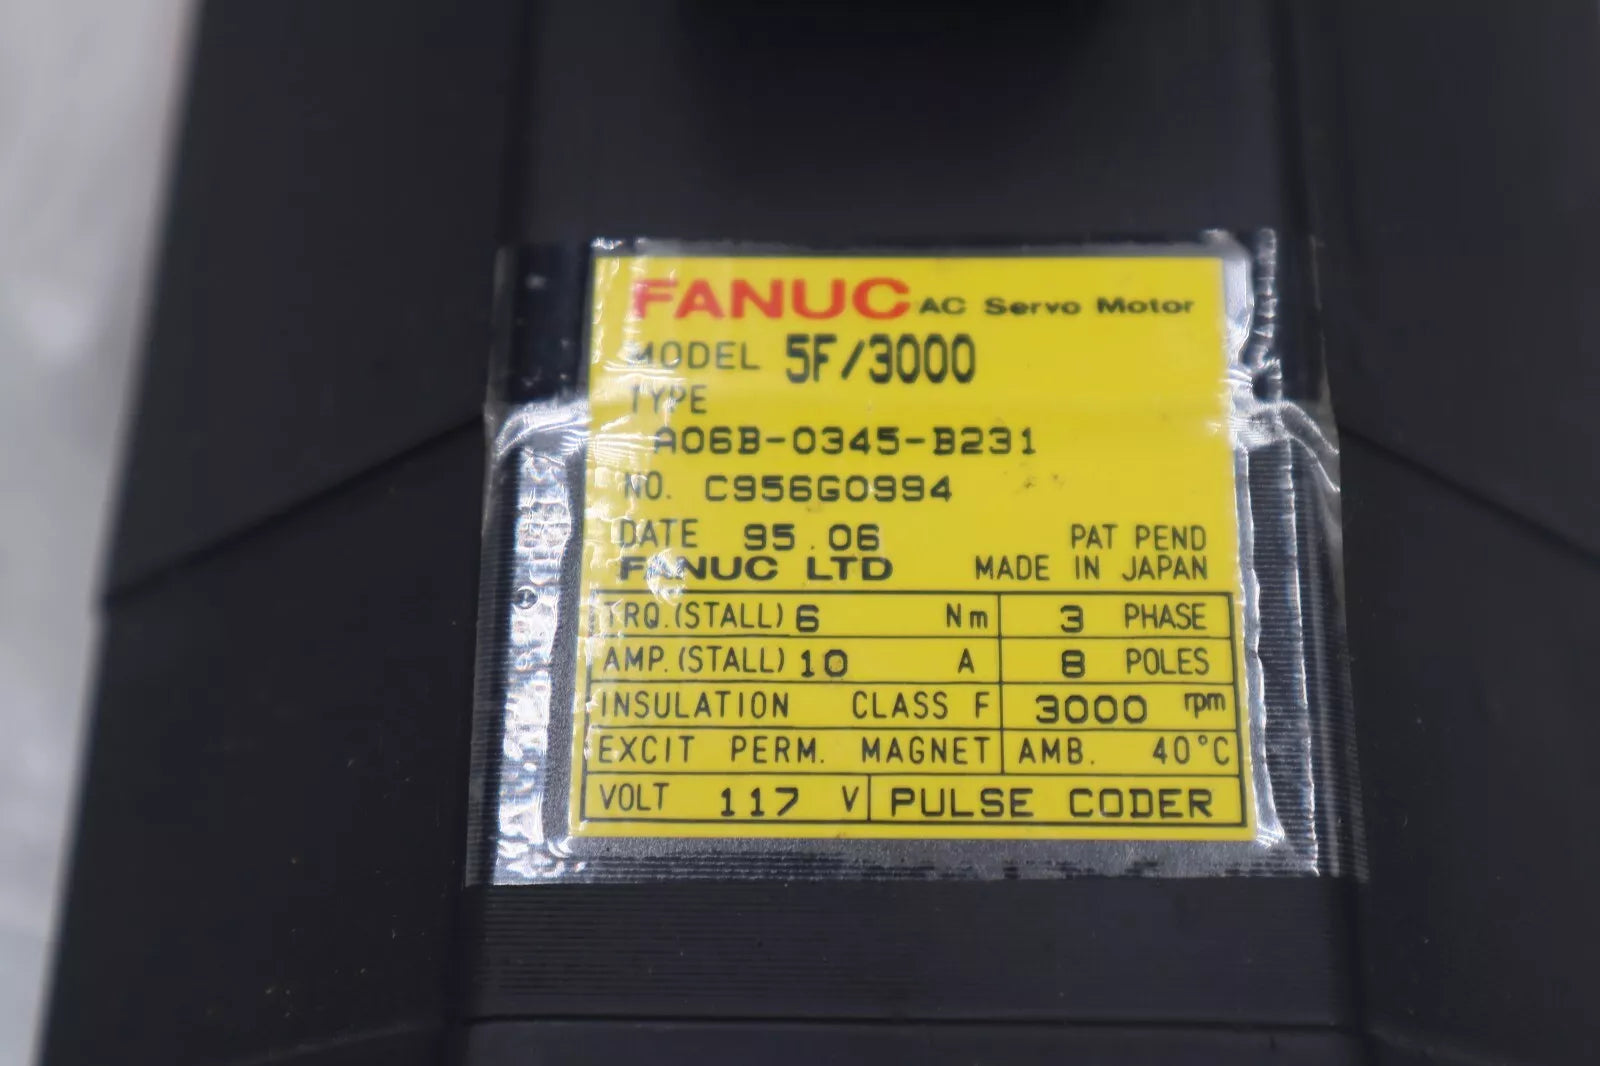 FANUC AC Servo Motor
MODEL 5F/3000
TYPE
A06B-0345-B231
NO. C956G0994
DATE 95.06 PAT PEND
FANUC LTD MADE IN JAPAN
TRQ.(STALL) 6 Nm 3 PHASE
AMP.(STALL) 10 A 8 POLES
INSULATION CLASS F 3000 rpm
EXCIT PERM. MAGNET AMB. 40°C
VOLT 117 V PULSE CODER